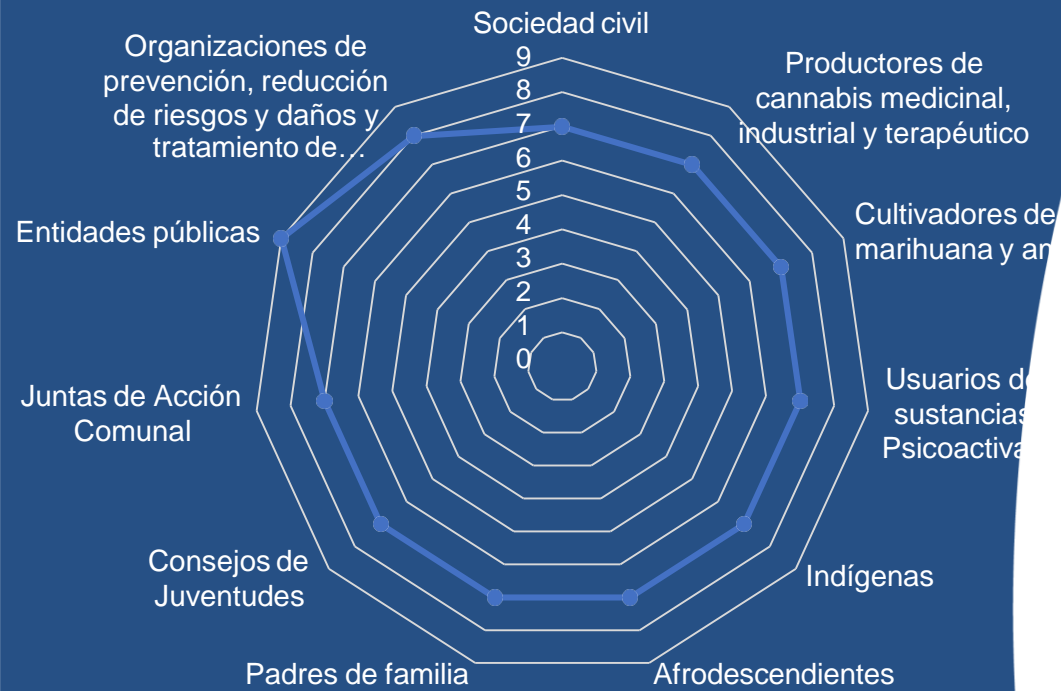 Sociedad civil
Organizaciones de
prevención, reducción
de riesgos y daños y
tratamiento de…
Productores de
cannabis medicinal,
industrial y terapéutico
9
8
7
6
5
4
3
2
1
0
Entidades públicas
Cultivadores de
marihuana y
Juntas de Acción
Comunal
Usuarios
sustancias
Consejos de
Juventudes
Indígenas
Padres de familia
Afrodescendientes